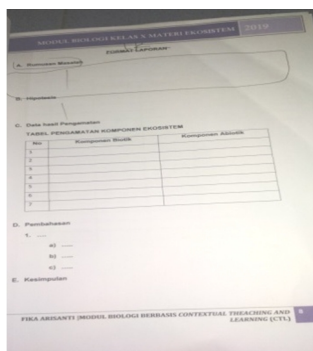 MODUL BIOLOGI KELAS X MATERI EKOSISTEM 2019
FORMAT LAPORAN
A. Rumusan Masalah
B. Hipotesis
C. Data hasil Pengamatan
TABEL PENGAMATAN KOMPONEN EKOSISTEM
No Komponen Biotik Komponen Abiotik
1
2
3
4
5
6
7
D. Pembahasan
1. ....
a) ......
b) ......
c) ......
E. Kesimpulan
FIKA ARISANTI |MODUL BIOLOGI BERBASIS CONTEXTUAL THEACHING AND
LEARNING (CTL)